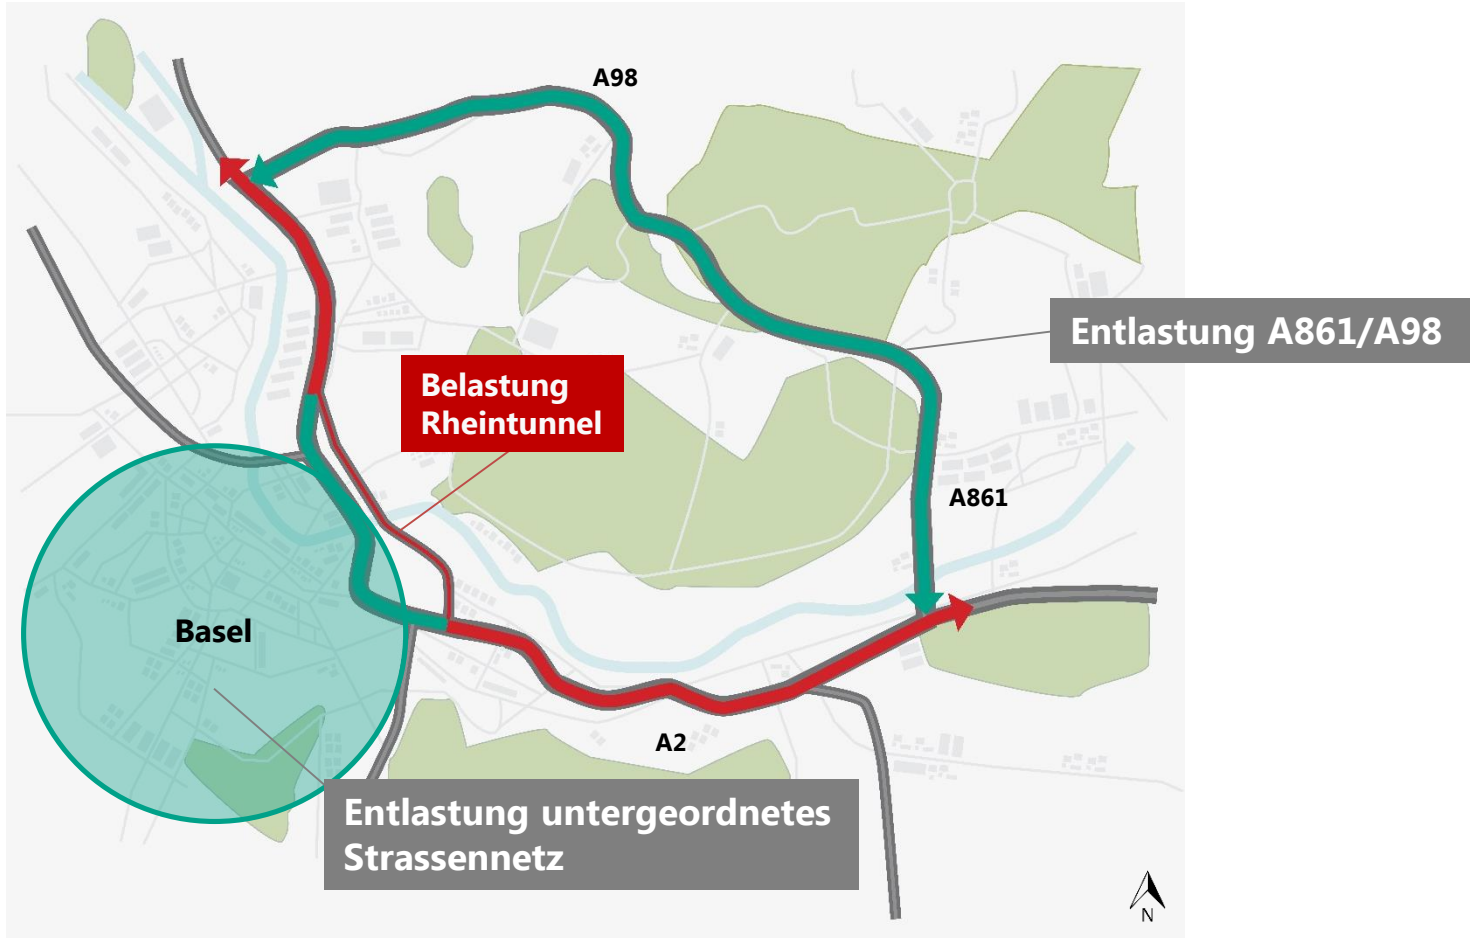 A98
Entlastung A861/A98
Belastung
Rheintunnel
A861
Basel
A2
Entlastung untergeordnetes
Strassennetz
N